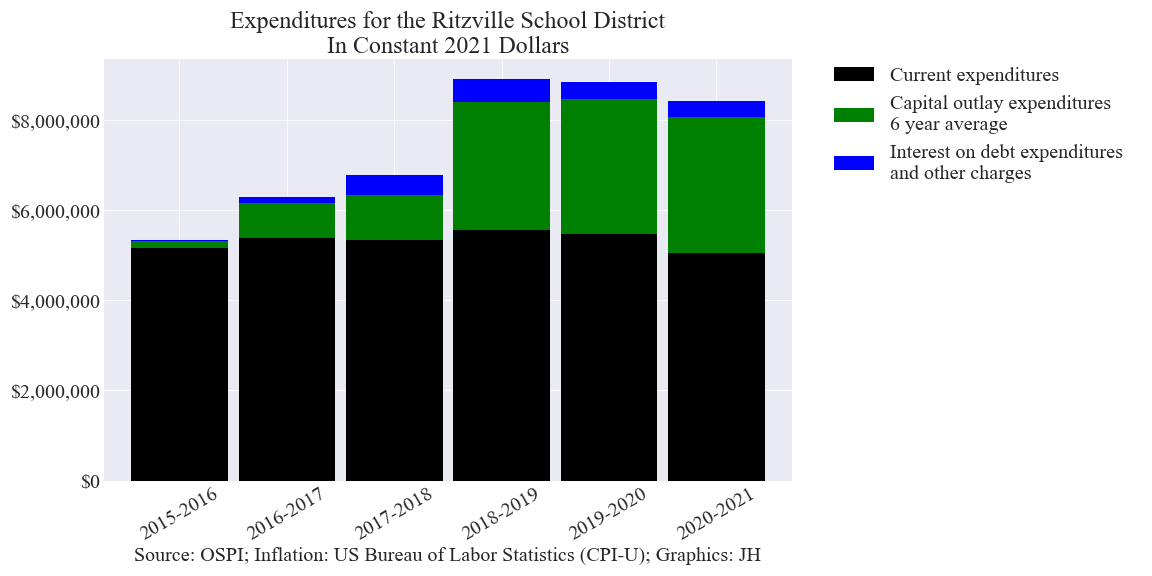 Expenditures for the Ritzville School District
In Constant 2021 Dollars
Current expenditures
Capital outlay expenditures
6 year average
Interest on debt expenditures
and other charges
$8,000,000
$6,000,000
$4,000,000
$2,000,000
$0
2015-2016
2016-2017
2017-2018
2018-2019
2019-2020
2020-2021
Source: OSPI; Inflation: US Bureau of Labor Statistics (CPI-U); Graphics: JH